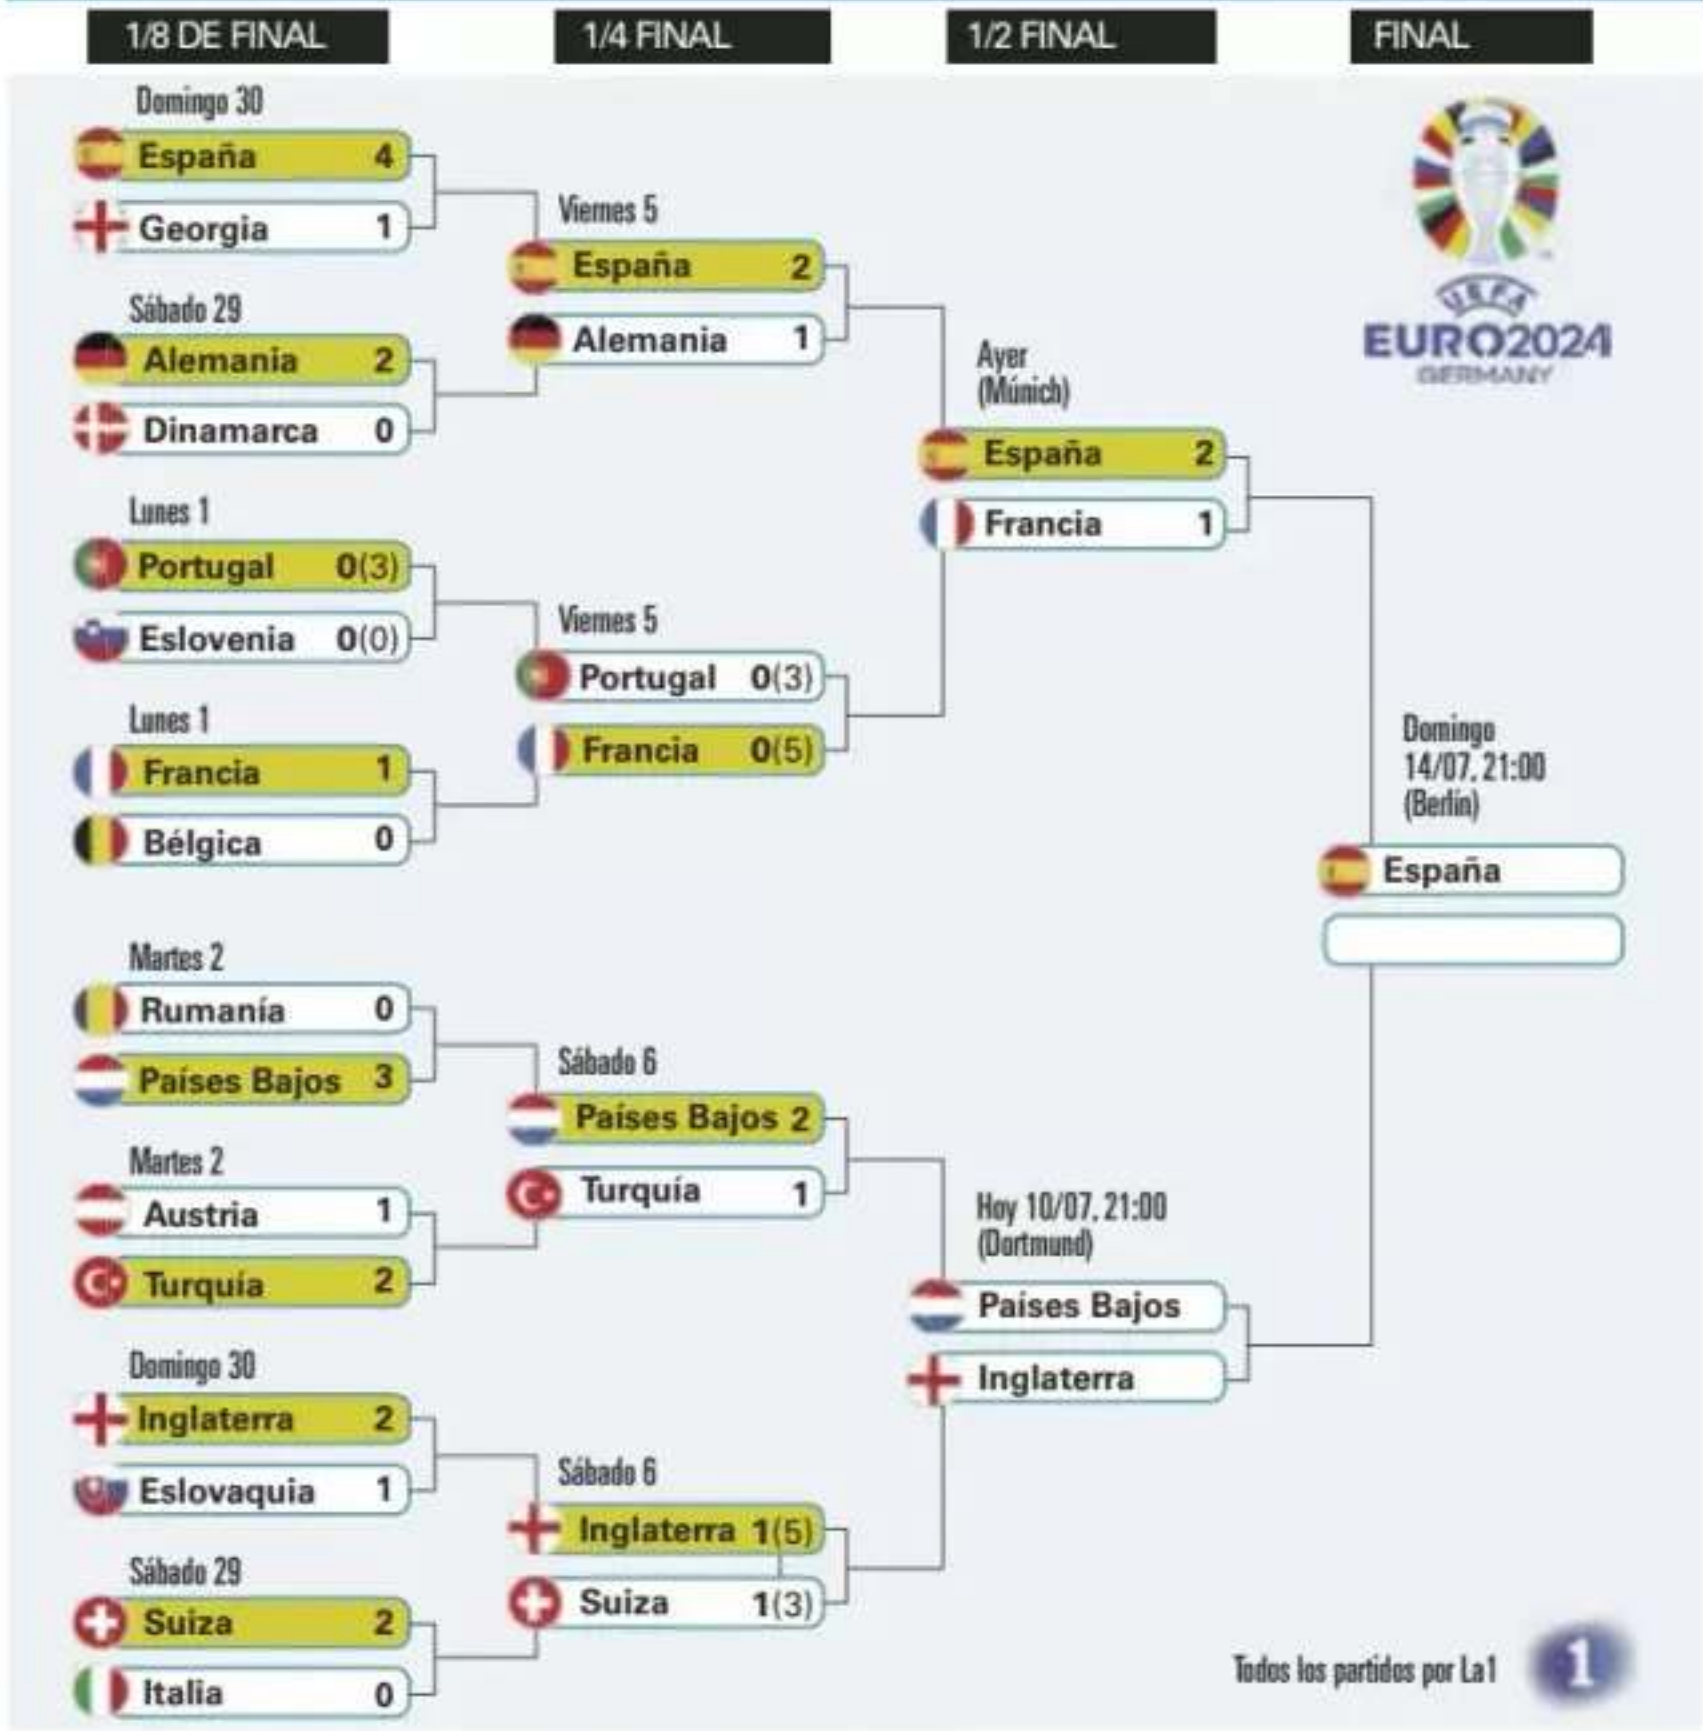 1/8 DE FINAL
1/4 FINAL
1/2 FINAL
FINAL
Domingo 30
España 4
Georgia 1
Sábado 29
Alemania 2
Dinamarca 0
Lunes 1
Portugal 0(3)
Eslovenia 0(0)
Lunes 1
Francia 1
Bélgica 0
Martes 2
Rumanía 0
Países Bajos 3
Martes 2
Austria 1
Turquía 2
Domingo 30
Inglaterra 2
Eslovaquia 1
Sábado 29
Suiza 2
Italia 0
Viernes 5
España 2
Alemania 1
Viernes 5
Portugal 0(3)
Francia 0(5)
Sábado 6
Países Bajos 2
Turquía 1
Sábado 6
Inglaterra 1(5)
Suiza 1(3)
Ayer
(Múnich)
España 2
Francia 1
Hoy 10/07, 21:00
(Dortmund)
Países Bajos
Inglaterra
UEFA
EURO2024
GERMANY
Domingo
14/07, 21:00
(Berlín)
España
Todos los partidos por La1
1